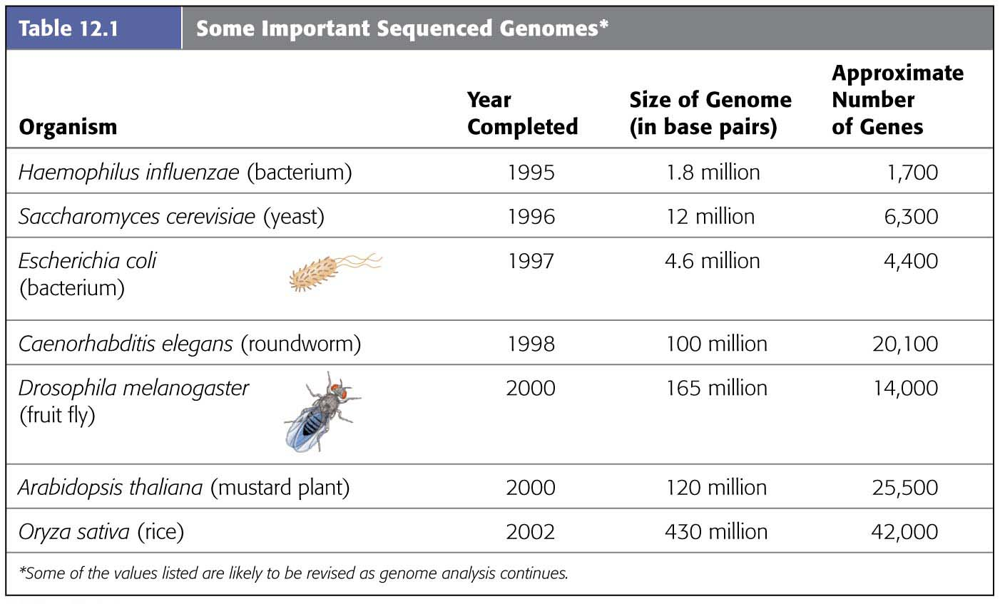 Table 12.1 Some Important Sequenced Genomes*
Organism Year Completed Size of Genome (in base pairs) Approximate Number of Genes
Haemophilus influenzae (bacterium) 1995 1.8 million 1,700
Saccharomyces cerevisiae (yeast) 1996 12 million 6,300
Escherichia coli 1997 4.6 million 4,400
(bacterium)
Caenorhabditis elegans (roundworm) 1998 100 million 20,100
Drosophila melanogaster 2000 165 million 14,000
(fruit fly)
Arabidopsis thaliana (mustard plant) 2000 120 million 25,500
Oryza sativa (rice) 2002 430 million 42,000
*Some of the values listed are likely to be revised as genome analysis continues.